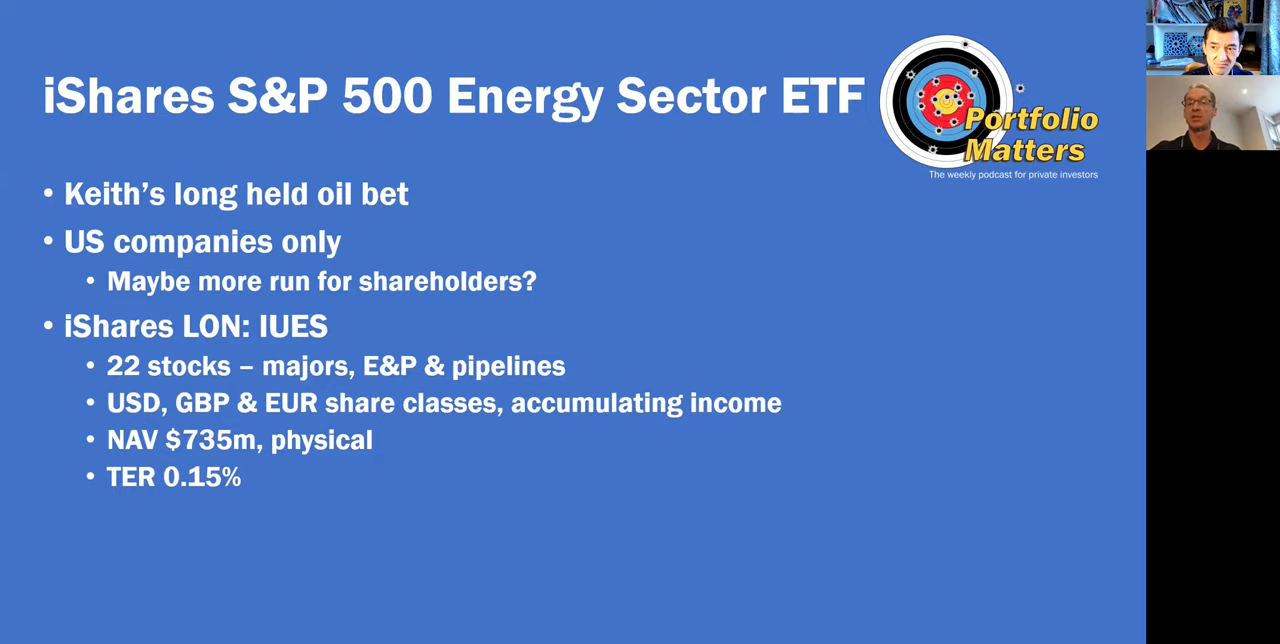 iShares S&P 500 Energy Sector ETF
Portfolio
Matters
The weekly podcast for private investors
• Keith’s long held oil bet
• US companies only
• Maybe more run for shareholders?
• iShares LON: IUES
• 22 stocks – majors, E&P & pipelines
• USD, GBP & EUR share classes, accumulating income
• NAV $735m, physical
• TER 0.15%